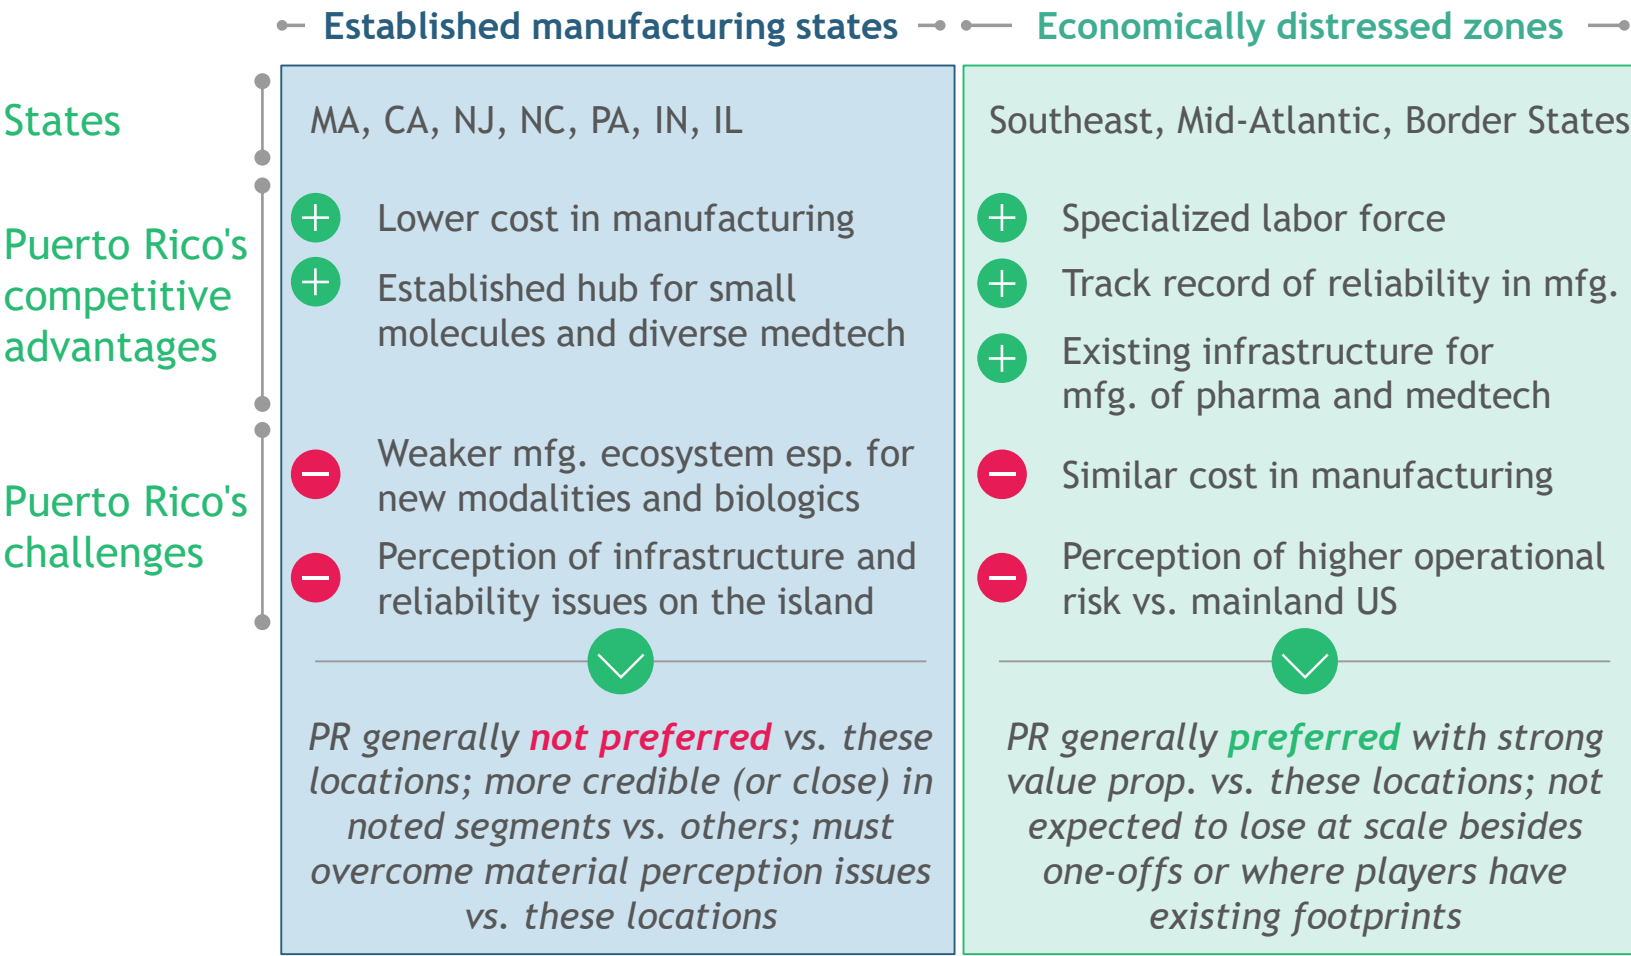 Established manufacturing states
Economically distressed zones
States
MA, CA, NJ, NC, PA, IN, IL
Southeast, Mid-Atlantic, Border States
Puerto Rico's
competitive
advantages
Lower cost in manufacturing
Established hub for small
molecules and diverse medtech
Specialized labor force
Track record of reliability in mfg.
Existing infrastructure for
mfg. of pharma and medtech
Puerto Rico's
challenges
Weaker mfg. ecosystem esp. for
new modalities and biologics
Perception of infrastructure and
reliability issues on the island
Similar cost in manufacturing
Perception of higher operational
risk vs. mainland US
PR generally not preferred vs. these
locations; more credible (or close) in
noted segments vs. others; must
overcome material perception issues
vs. these locations
PR generally preferred with strong
value prop. vs. these locations; not
expected to lose at scale besides
one-offs or where players have
existing footprints